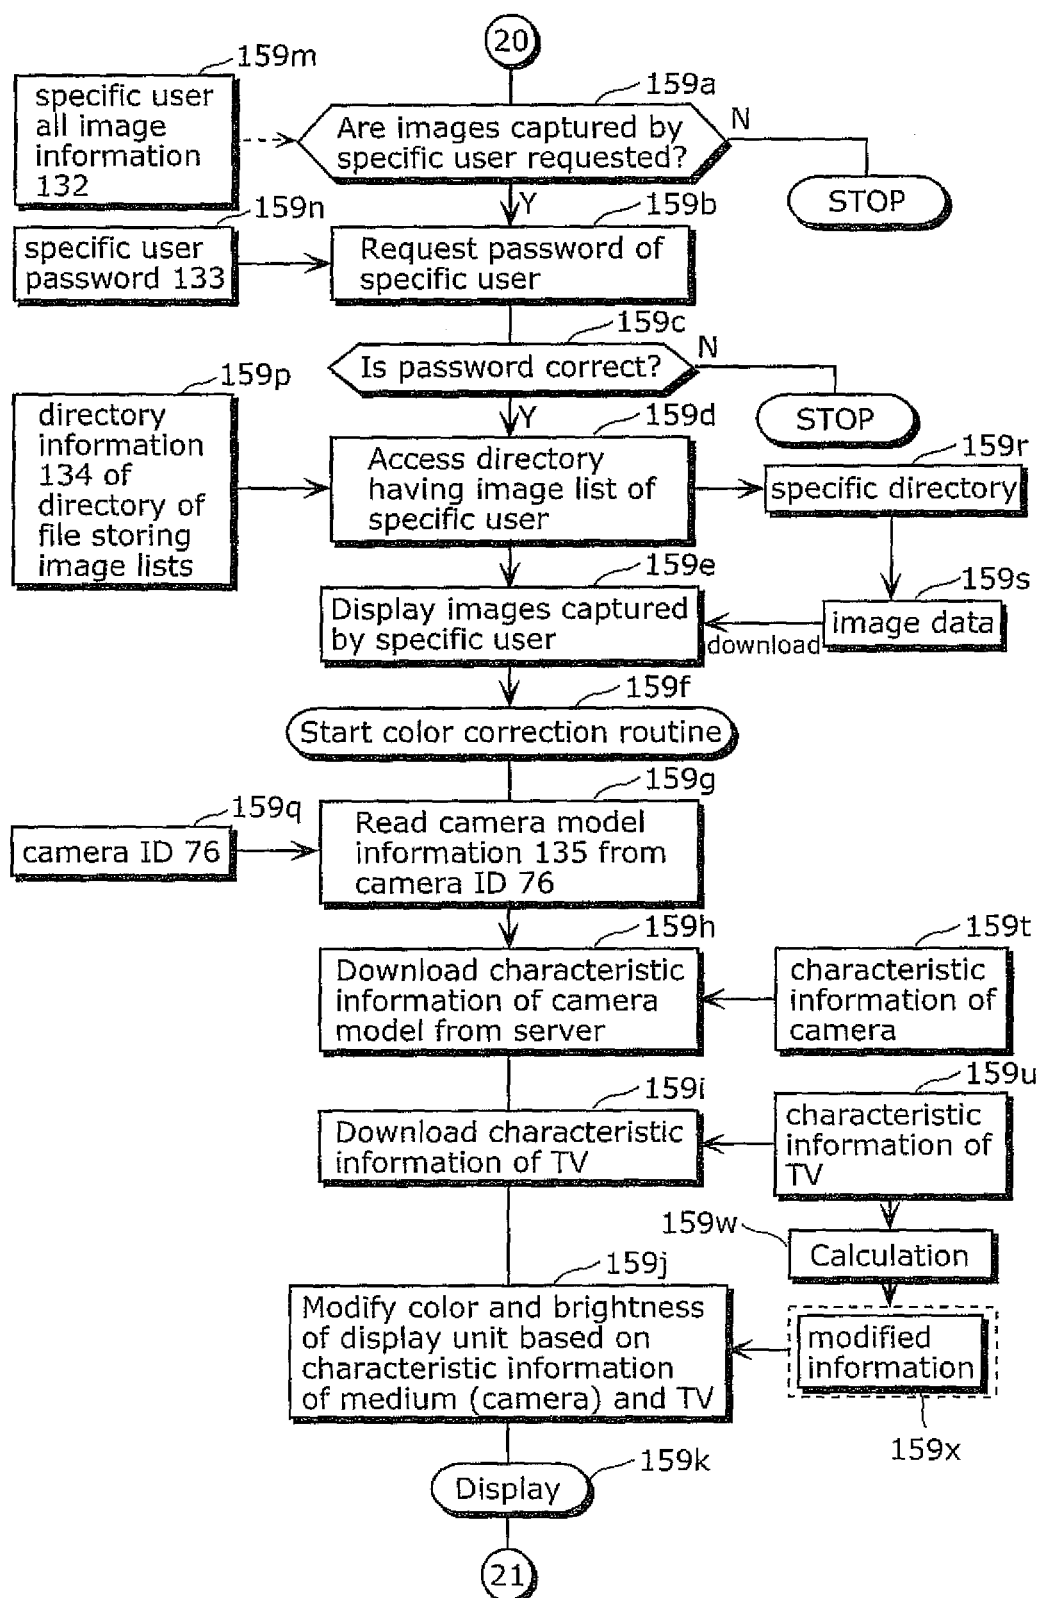 20
159m
specific user
all image
information
132
159a
Are images captured by
specific user requested?
N
STOP
Y
159n
specific user
password 133
159b
Request password of
specific user
159c
Is password correct?
N
STOP
Y
159p
directory
information
134 of
directory of
file storing
image lists
159d
Access directory
having image list of
specific user
159r
specific directory
159e
Display images captured
by specific user
159s
image data
download
159f
Start color correction routine
159q
camera ID 76
159g
Read camera model
information 135 from
camera ID 76
159h
Download characteristic
information of camera
model from server
159t
characteristic
information of
camera
159i
Download characteristic
information of TV
159u
characteristic
information of
TV
159w
Calculation
159j
Modify color and brightness
of display unit based on
characteristic information
of medium (camera) and TV
modified
information
159x
159k
Display
21